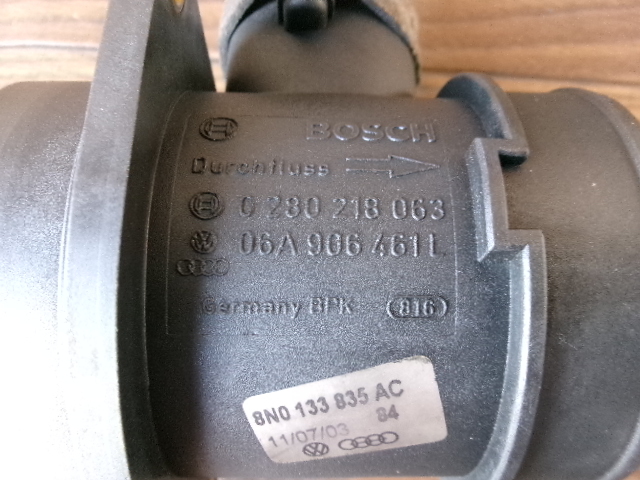 BOSCH
Durchfluss
0 280 218 063
06A 906 461 L
Germany BPK 816
8N0 133 835 AC
84
11/07/03